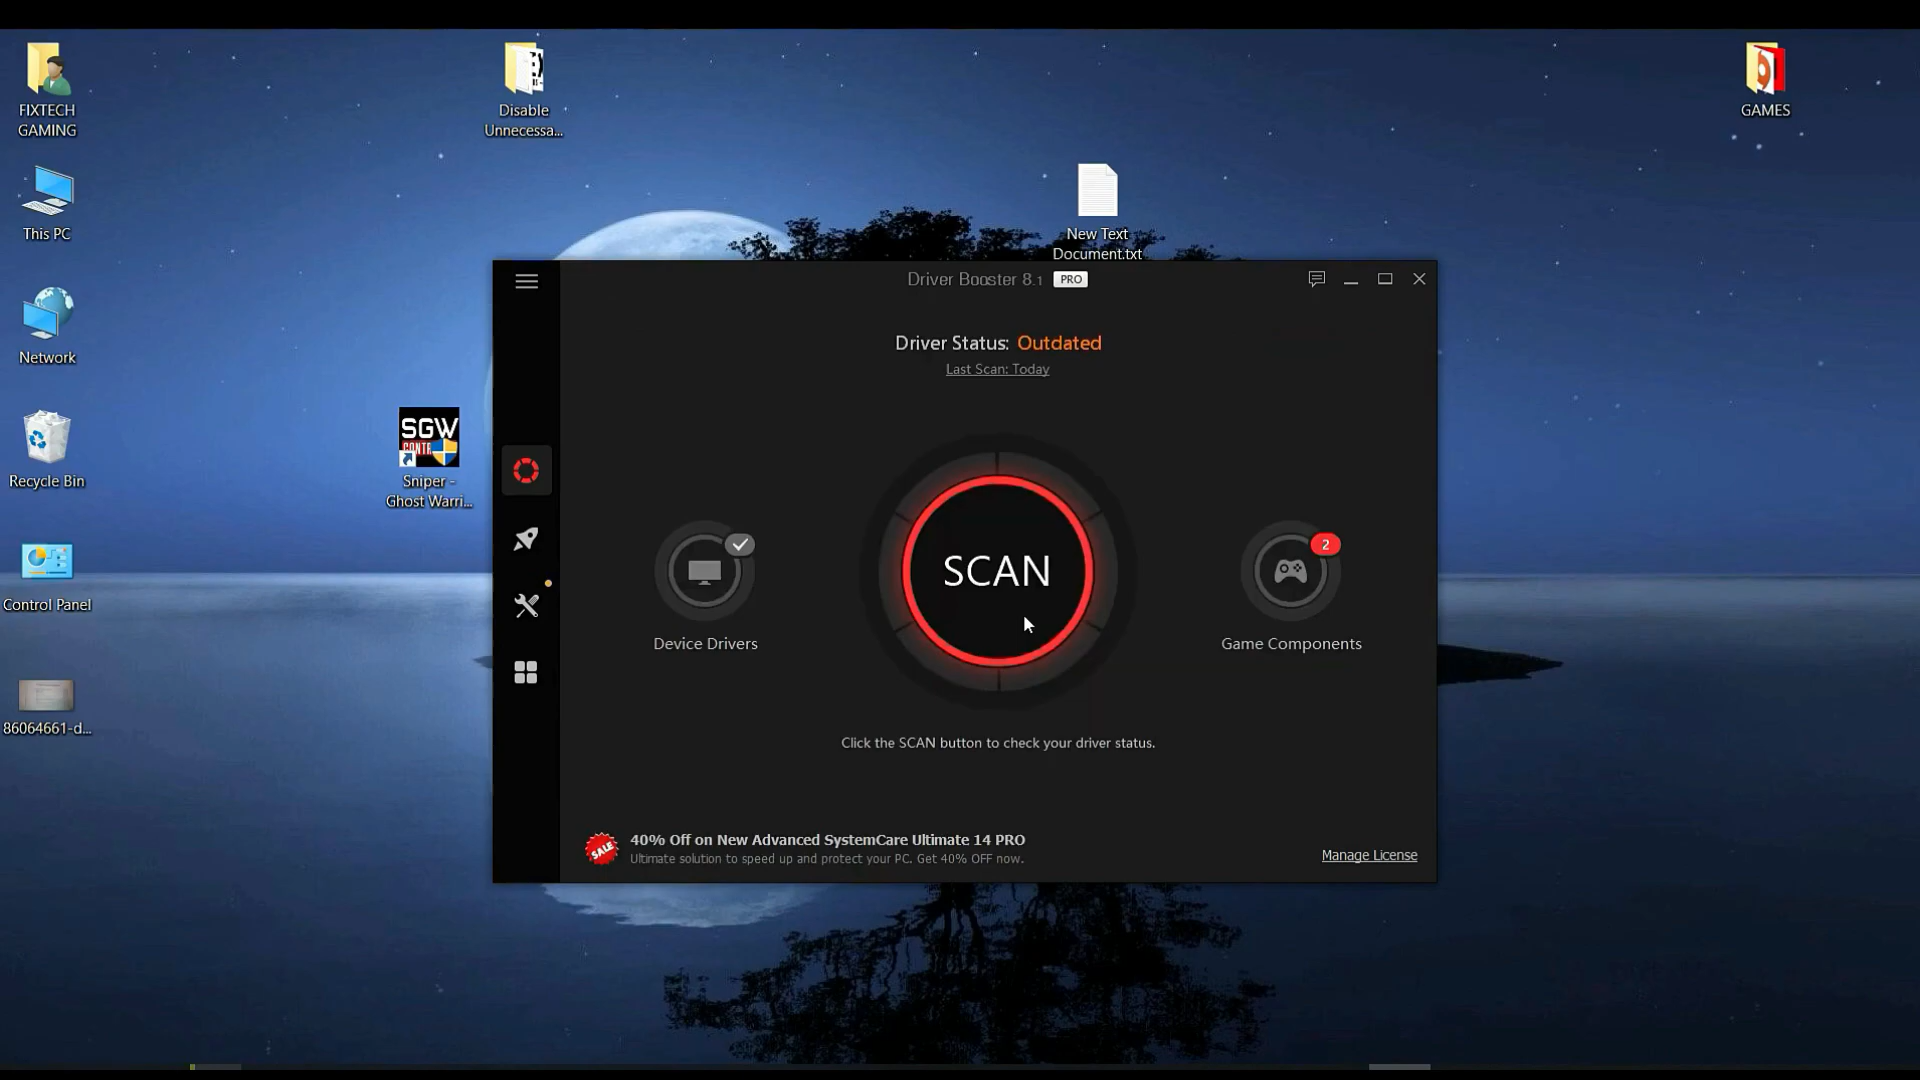 FIXTECH
GAMING
Disable
Unnecessa...
GAMES
This PC
New Text
Document.txt
Network
SGW
Sniper -
Ghost Warri...
Recycle Bin
Control Panel
86064661-d...
Driver Booster 8.1 PRO
Driver Status: Outdated
Last Scan: Today
SCAN
2
Device Drivers
Game Components
Click the SCAN button to check your driver status.
SALE
40% Off on New Advanced SystemCare Ultimate 14 PRO
Ultimate solution to speed up and protect your PC. Get 40% OFF now.
Manage License